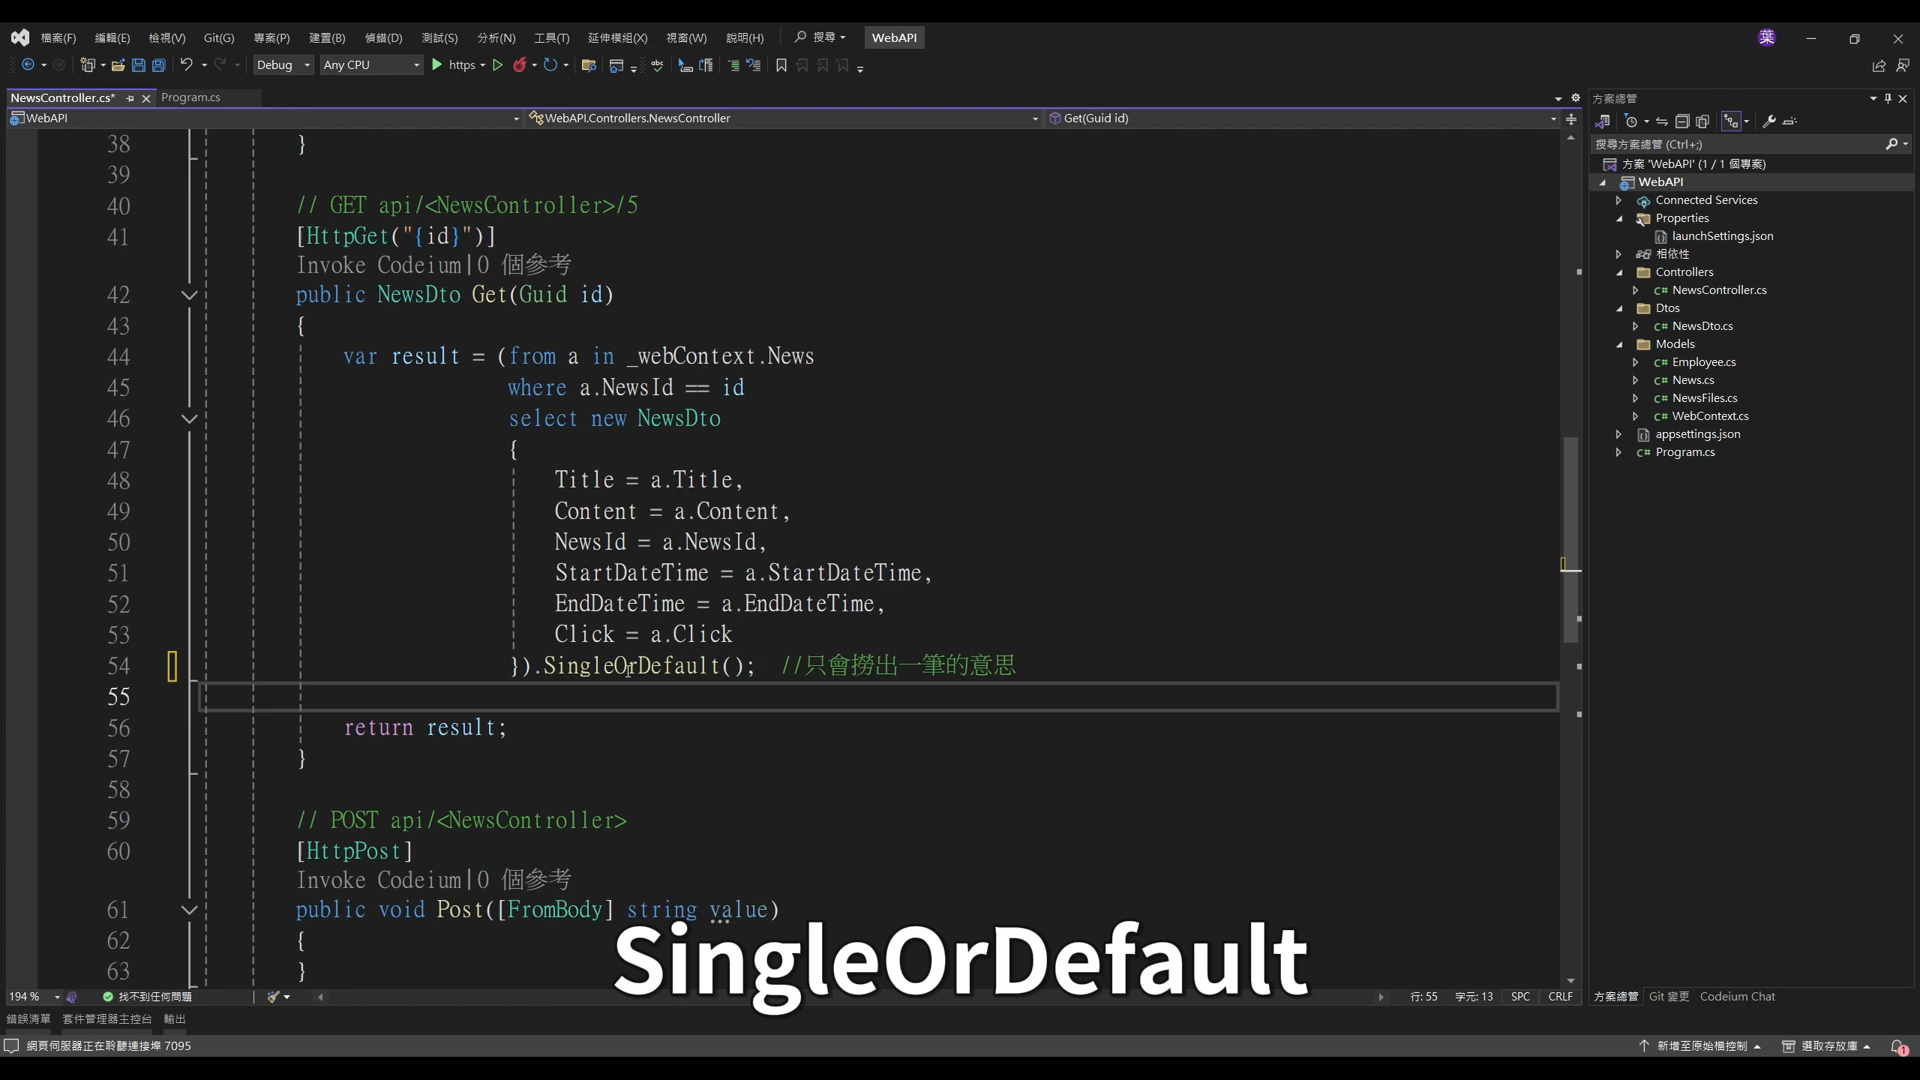 檔案(F) 編輯(E) 檢視(V) Git(G) 專案(P) 建置(B) 偵錯(D) 測試(S) 分析(N) 工具(T) 延伸模組(X) 視窗(W) 說明(H) 搜尋 WebAPI 葉
Debug Any CPU https
NewsController.cs* Program.cs
WebAPI WebAPI.Controllers.NewsController Get(Guid id)
38 }
39
40 // GET api/<NewsController>/5
41 [HttpGet("{id}")]
Invoke Codeium|0 個參考
42 public NewsDto Get(Guid id)
43 {
44 var result = (from a in _webContext.News
45 where a.NewsId == id
46 select new NewsDto
47 {
48 Title = a.Title,
49 Content = a.Content,
50 NewsId = a.NewsId,
51 StartDateTime = a.StartDateTime,
52 EndDateTime = a.EndDateTime,
53 Click = a.Click
54 }).SingleOrDefault(); //只會撈出一筆的意思
55
56 return result;
57 }
58
59 // POST api/<NewsController>
60 [HttpPost]
Invoke Codeium|0 個參考
61 public void Post([FromBody] string value)
62 {
63 }
SingleOrDefault
194 % 找不到任何問題 行: 55 字元: 13 SPC CRLF
錯誤清單 套件管理器主控台 輸出
網頁伺服器正在聆聽連接埠 7095 新增至原始檔控制 選取存放庫 1
方案總管
搜尋方案總管 (Ctrl+;)
方案 'WebAPI' (1 / 1 個專案)
WebAPI
Connected Services
Properties
launchSettings.json
相依性
Controllers
C# NewsController.cs
Dtos
C# NewsDto.cs
Models
C# Employee.cs
C# News.cs
C# NewsFiles.cs
C# WebContext.cs
appsettings.json
C# Program.cs
方案總管 Git 變更 Codeium Chat